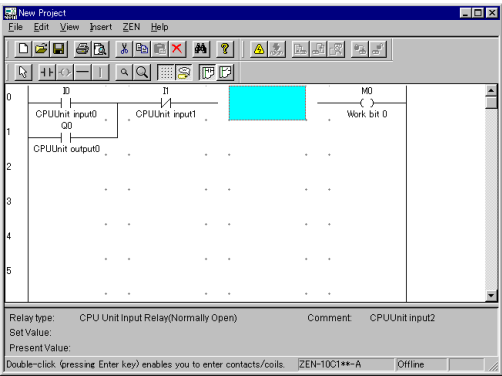 New Project
File Edit View Insert ZEN Help
0
I0
I1
M0
CPUUnit input0
CPUUnit input1
Work bit 0
1
Q0
CPUUnit output0
2
3
4
5
Relay type: CPU Unit Input Relay(Normally Open) Comment: CPUUnit input2
Set Value:
Present Value:
Double-click (pressing Enter key) enables you to enter contacts/coils. ZEN-10C1**-A Offline